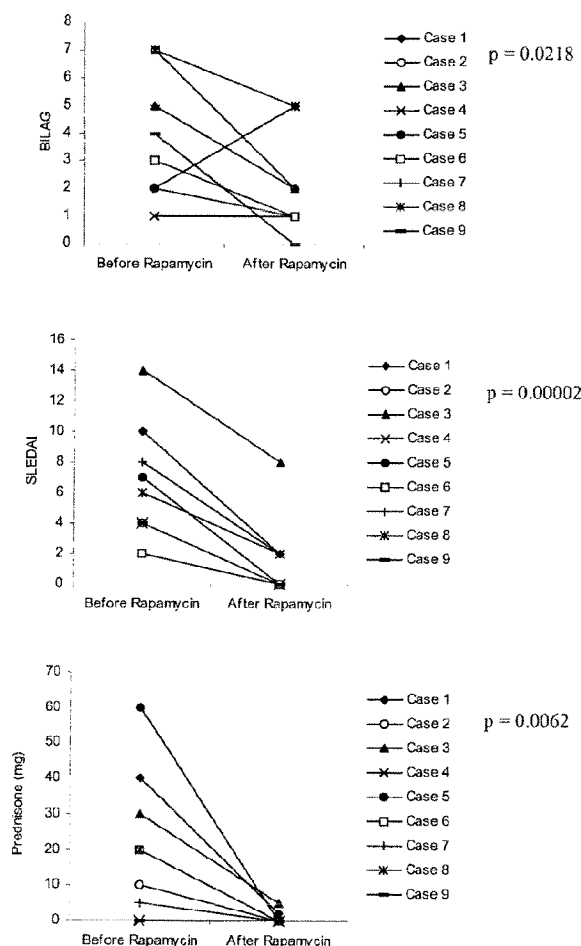 7
6
5
4
3
2
1
0
BILAG
Before Rapamycin After Rapamycin
Case 1
Case 2
Case 3
Case 4
Case 5
Case 6
Case 7
Case 8
Case 9
p = 0.0218
16
14
12
10
8
6
4
2
0
SLEDAI
Before Rapamycin After Rapamycin
Case 1
Case 2
Case 3
Case 4
Case 5
Case 6
Case 7
Case 8
Case 9
p = 0.00002
70
60
50
40
30
20
10
0
Prednisone (mg)
Before Rapamycin After Rapamycin
Case 1
Case 2
Case 3
Case 4
Case 5
Case 6
Case 7
Case 8
Case 9
p = 0.0062